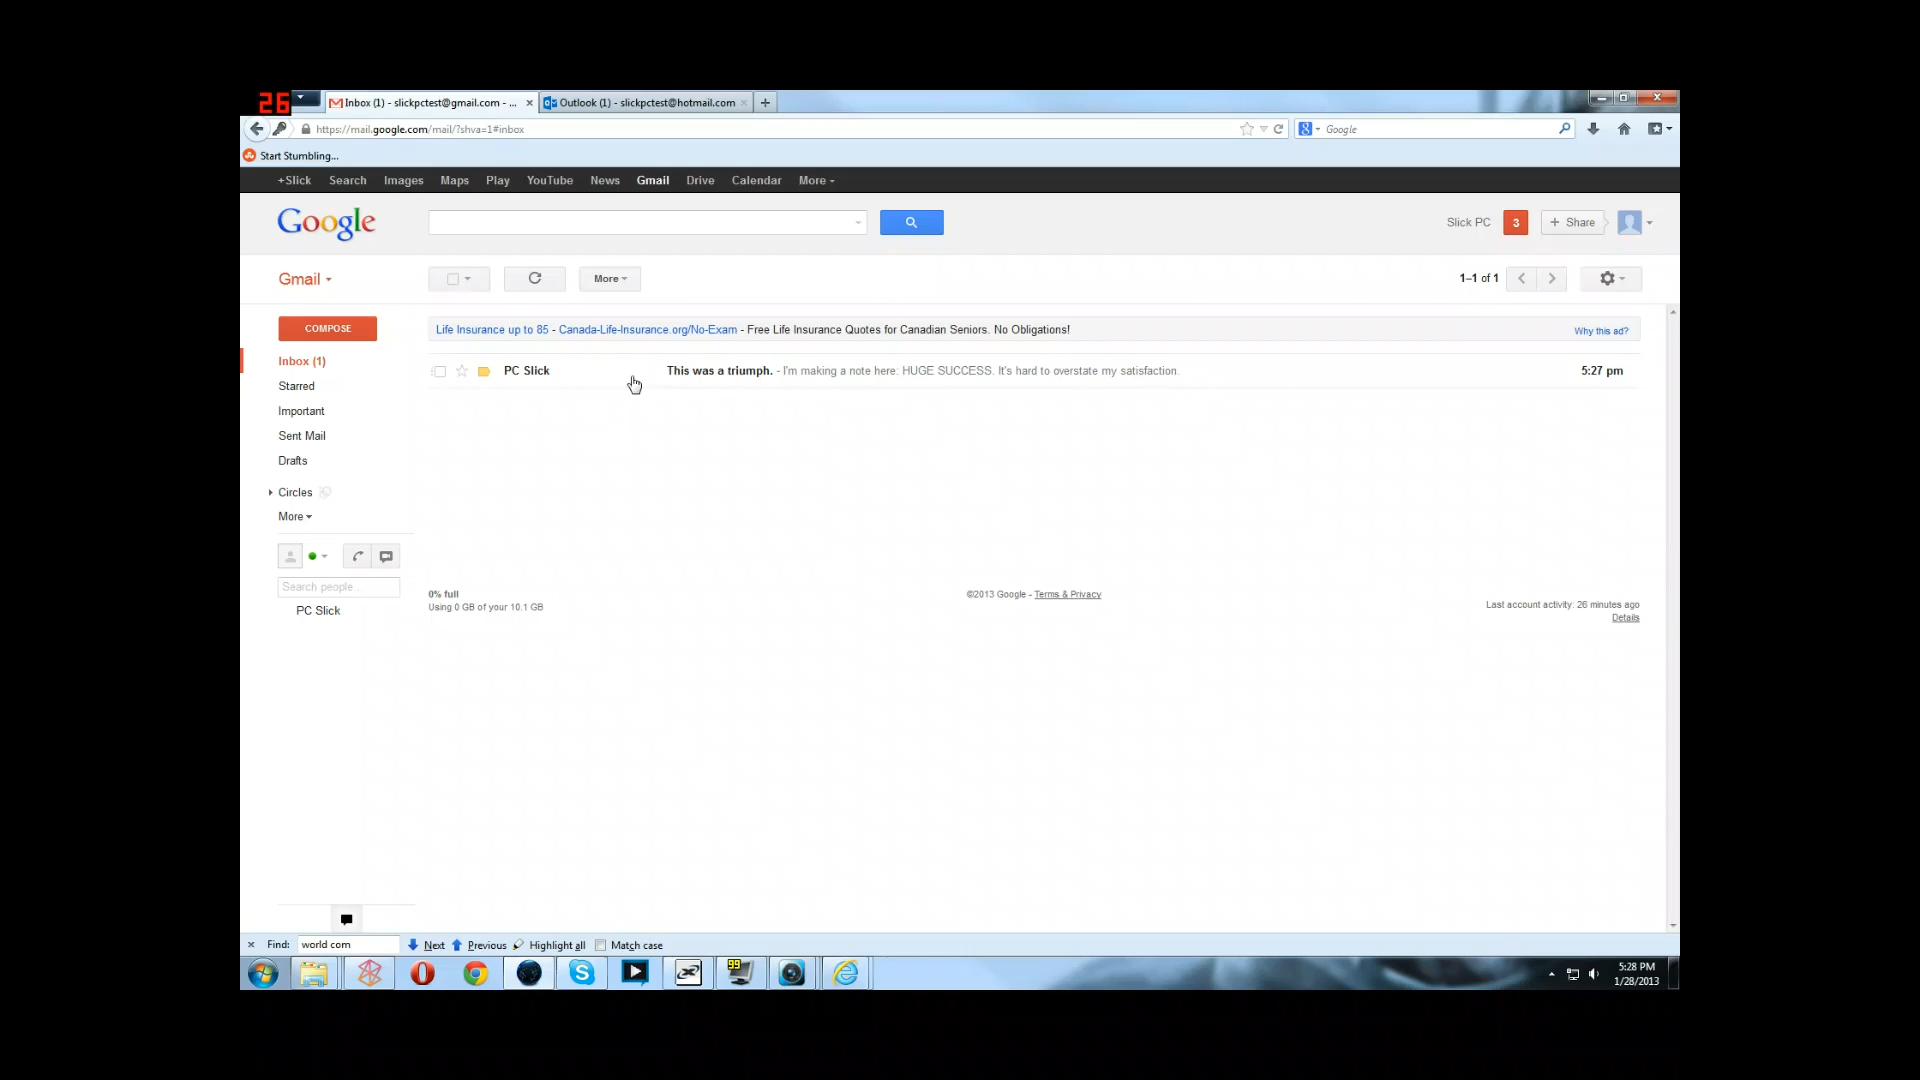 26
Inbox (1) - slickpctest@gmail.com - ...
Outlook (1) - slickpctest@hotmail.com
https://mail.google.com/mail/?shva=1#inbox
Google
Start Stumbling...
+Slick Search Images Maps Play YouTube News Gmail Drive Calendar More
Google
Slick PC 3 + Share
Gmail
More
1–1 of 1
COMPOSE
Life Insurance up to 85 - Canada-Life-Insurance.org/No-Exam - Free Life Insurance Quotes for Canadian Seniors. No Obligations!
Why this ad?
Inbox (1)
PC Slick This was a triumph. - I'm making a note here: HUGE SUCCESS. It's hard to overstate my satisfaction. 5:27 pm
Starred
Important
Sent Mail
Drafts
Circles
More
Search people...
PC Slick
0% full
Using 0 GB of your 10.1 GB
©2013 Google - Terms & Privacy
Last account activity: 26 minutes ago
Details
Find: world com Next Previous Highlight all Match case
99
5:28 PM
1/28/2013